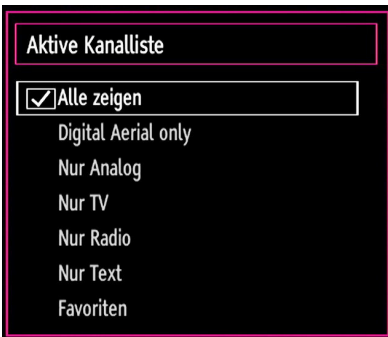 Aktive Kanalliste
Alle zeigen
Digital Aerial only
Nur Analog
Nur TV
Nur Radio
Nur Text
Favoriten